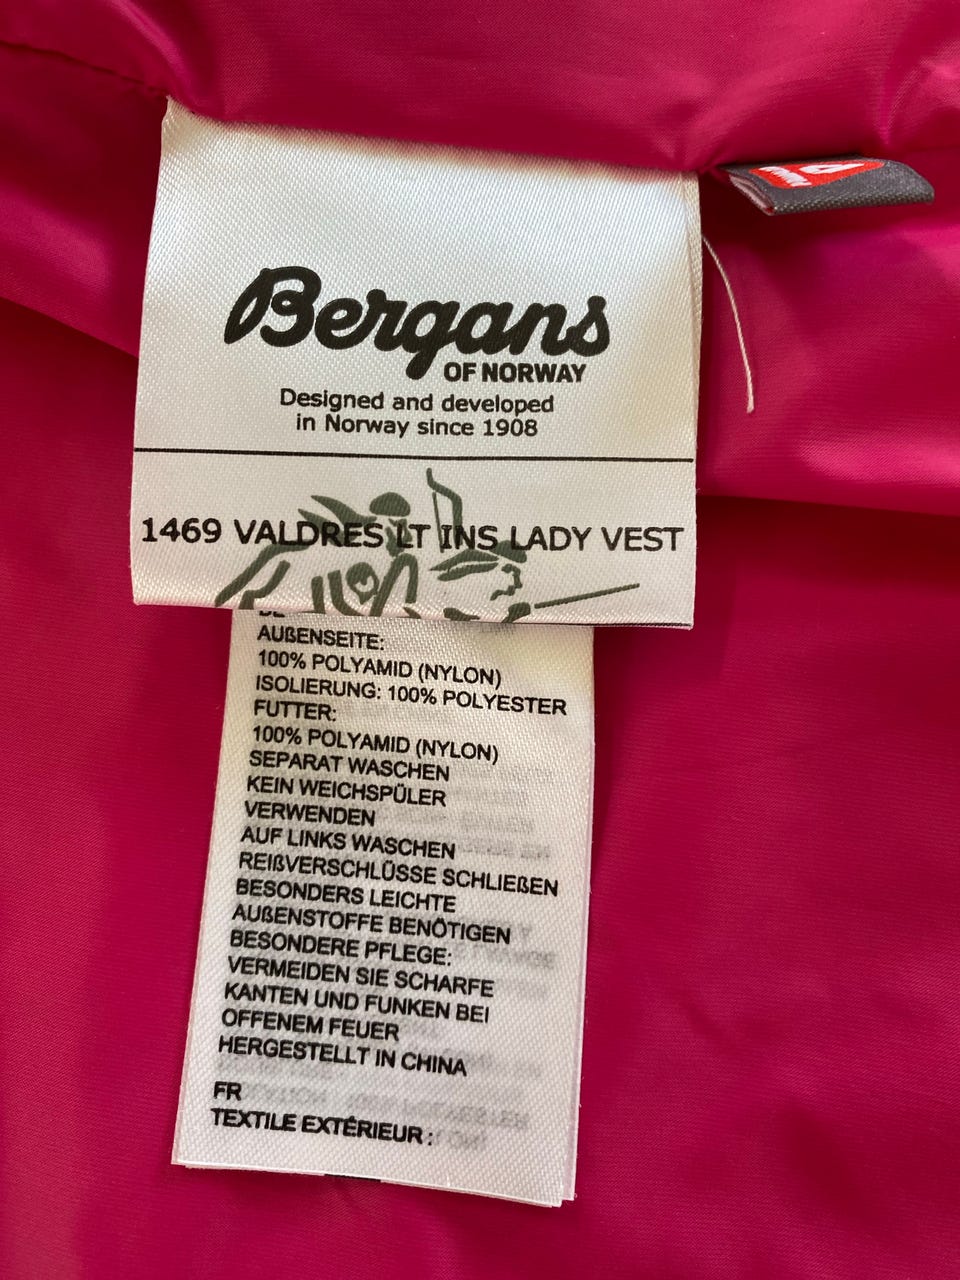 Bergans
OF NORWAY
Designed and developed
in Norway since 1908
1469 VALDRES LT INS LADY VEST
AUßENSEITE:
100% POLYAMID (NYLON)
ISOLIERUNG: 100% POLYESTER
FUTTER:
100% POLYAMID (NYLON)
SEPARAT WASCHEN
KEIN WEICHSPÜLER
VERWENDEN
AUF LINKS WASCHEN
REIßVERSCHLÜSSE SCHLIEßEN
BESONDERS LEICHTE
AUßENSTOFFE BENÖTIGEN
BESONDERE PFLEGE:
VERMEIDEN SIE SCHARFE
KANTEN UND FUNKEN BEI
OFFENEM FEUER
HERGESTELLT IN CHINA
FR
TEXTILE EXTÉRIEUR :